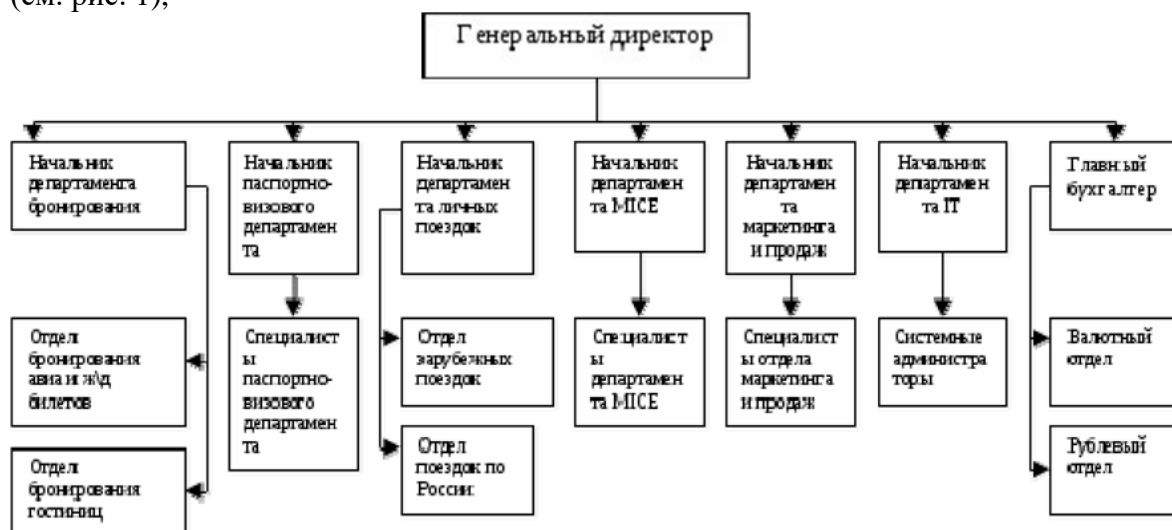 (см. рис. 1),
Генеральный директор
Начальник
департамента
бронирования
Начальник
паспортно-
визового
департамен
та
Начальник
департамен
та личных
поездок
Начальник
департамен
та MICE
Начальник
департамен
та
маркетинга
и продаж
Начальник
департамен
та IT
Главный
бухгалтер
Отдел
бронирования
авиа и ж\д
билетов
Специалист
ы
паспортно-
визового
департамен
та
Отдел
зарубежных
поездок
Специалист
ы
департамен
та MICE
Специалист
ы отдела
маркетинга
и продаж
Системные
администра
торы
Валютный
отдел
Отдел
бронирования
гостиниц
Отдел
поездок по
России
Рублевый
отдел